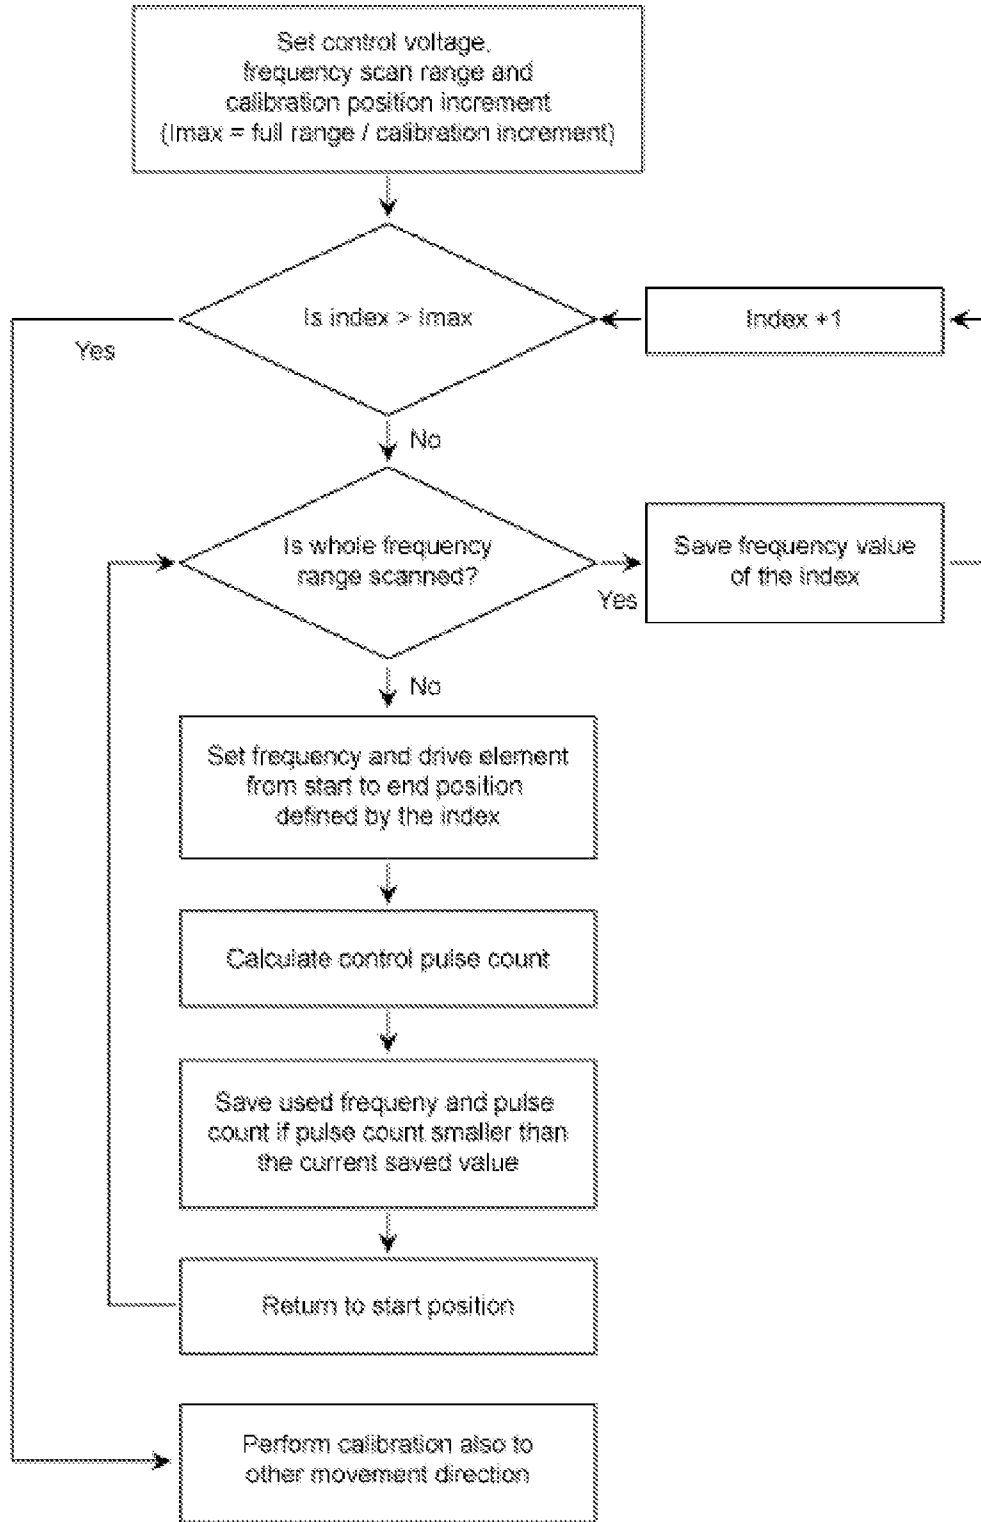 Set control voltage,
frequency scan range and
calibration position increment
(Imax = full range / calibration increment)
Is index > Imax
Index +1
Yes
No
Is whole frequency
range scanned?
Save frequency value
of the index
Yes
No
Set frequency and drive element
from start to end position
defined by the index
Calculate control pulse count
Save used frequeny and pulse
count if pulse count smaller than
the current saved value
Return to start position
Perform calibration also to
other movement direction